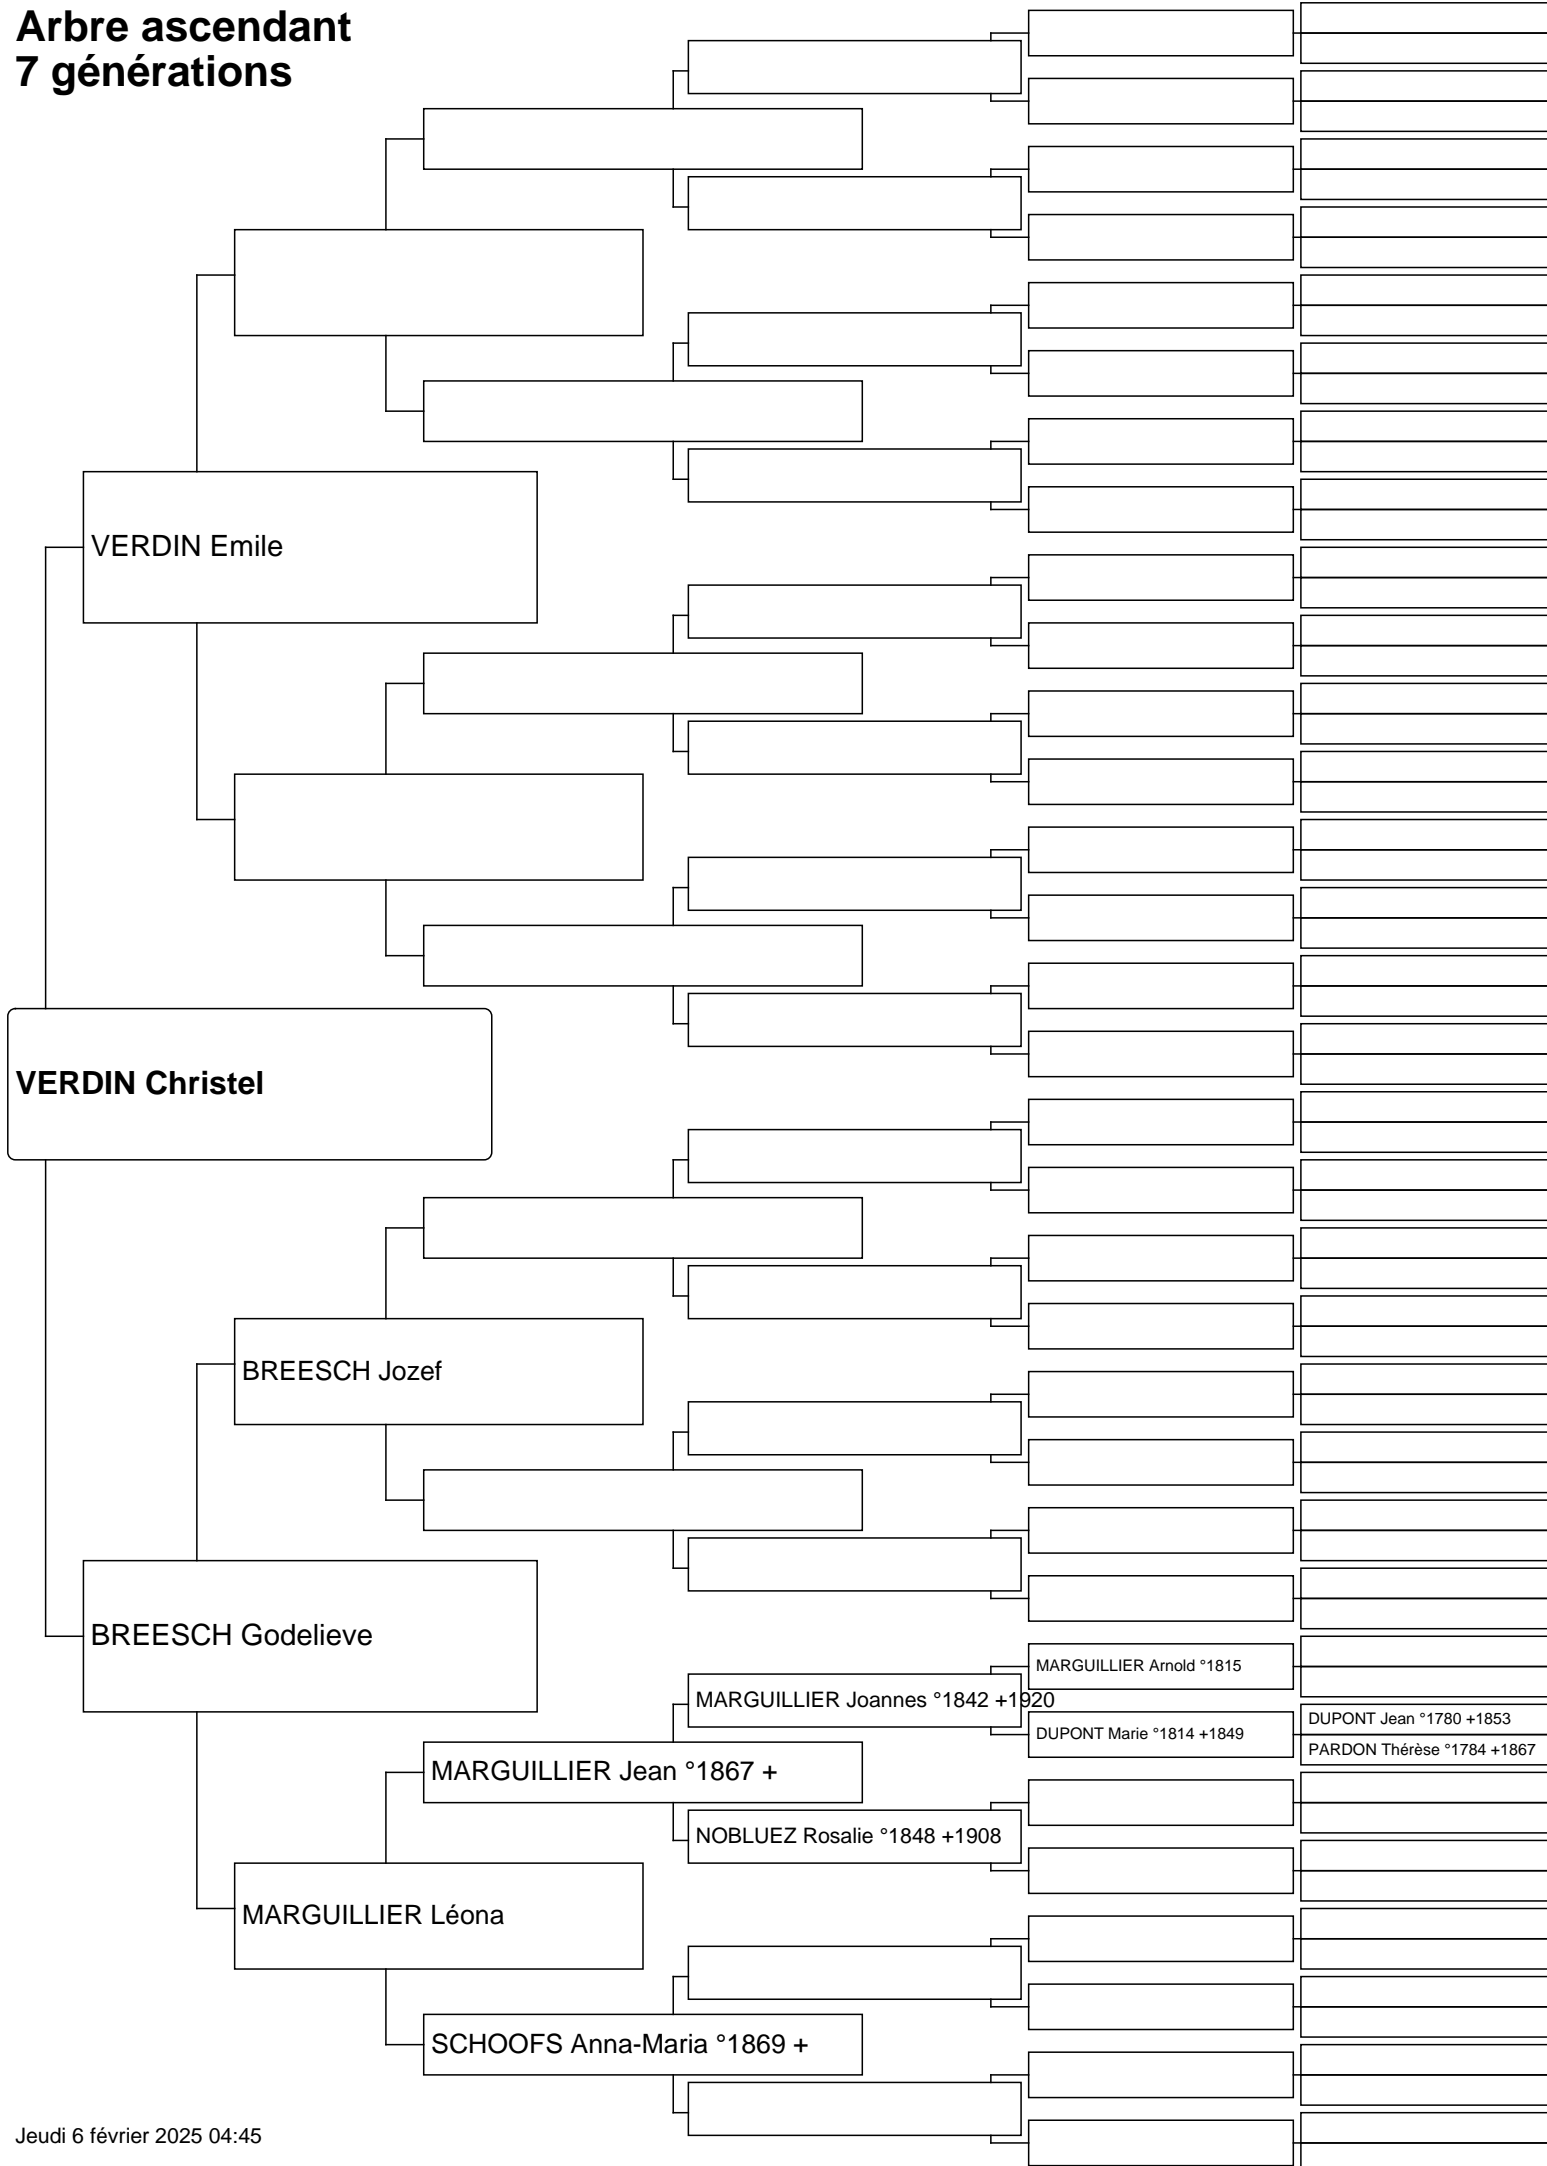 Arbre ascendant
7 générations
VERDIN Emile
VERDIN Christel
BREESCH Jozef
BREESCH Godelieve
MARGUILLIER Arnold °1815
MARGUILLIER Joannes °1842 +1920
DUPONT Jean °1780 +1853
DUPONT Marie °1814 +1849
PARDON Thérèse °1784 +1867
MARGUILLIER Jean °1867 +
NOBLUEZ Rosalie °1848 +1908
MARGUILLIER Léona
SCHOOFS Anna-Maria °1869 +
Jeudi 6 février 2025 04:45